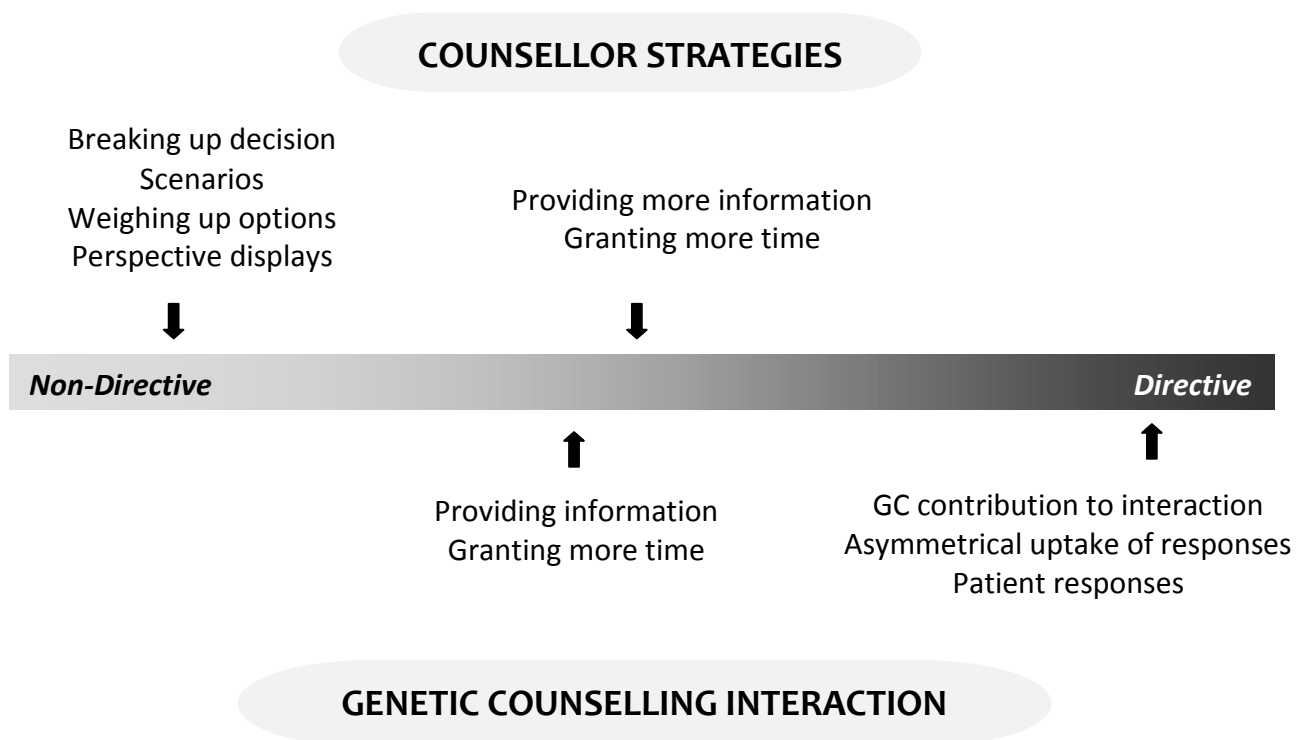 COUNSELLOR STRATEGIES
Breaking up decision
Scenarios
Weighing up options
Perspective displays
Providing more information
Granting more time
Non-Directive
Directive
Providing information
Granting more time
GC contribution to interaction
Asymmetrical uptake of responses
Patient responses
GENETIC COUNSELLING INTERACTION